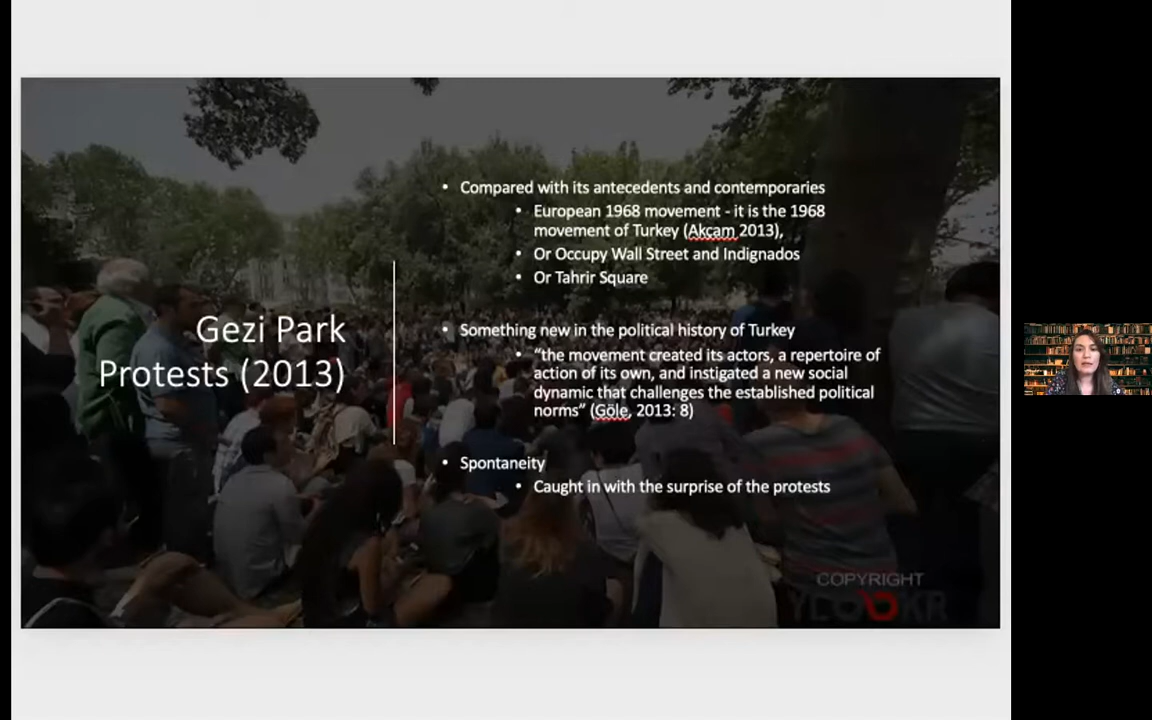 Gezi Park
Protests (2013)
• Compared with its antecedents and contemporaries
• European 1968 movement - it is the 1968
movement of Turkey (Akcam 2013),
• Or Occupy Wall Street and Indignados
• Or Tahrir Square
• Something new in the political history of Turkey
• “the movement created its actors, a repertoire of
action of its own, and instigated a new social
dynamic that challenges the established political
norms” (Göle, 2013: 8)
• Spontaneity
• Caught in with the surprise of the protests
COPYRIGHT